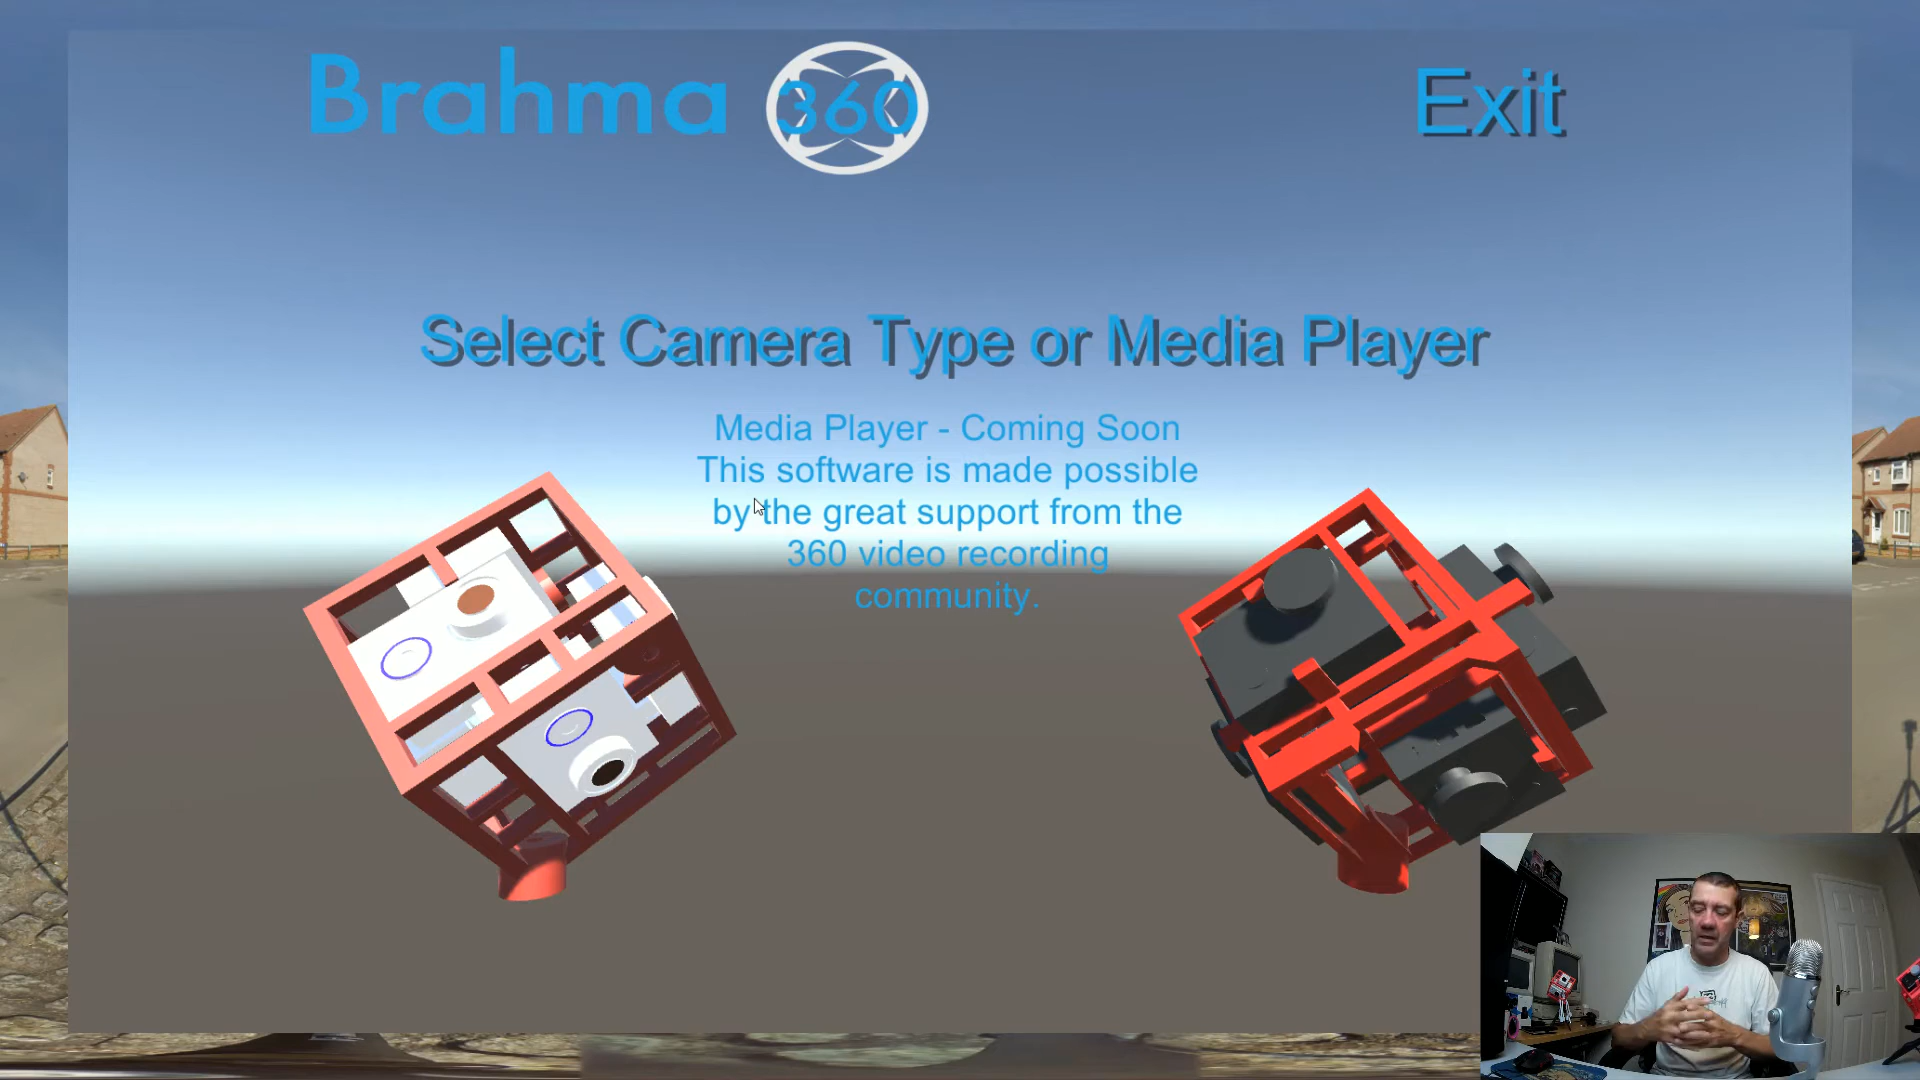 Brahma 360
Exit
Select Camera Type or Media Player
Media Player - Coming Soon
This software is made possible
by the great support from the
360 video recording
community.